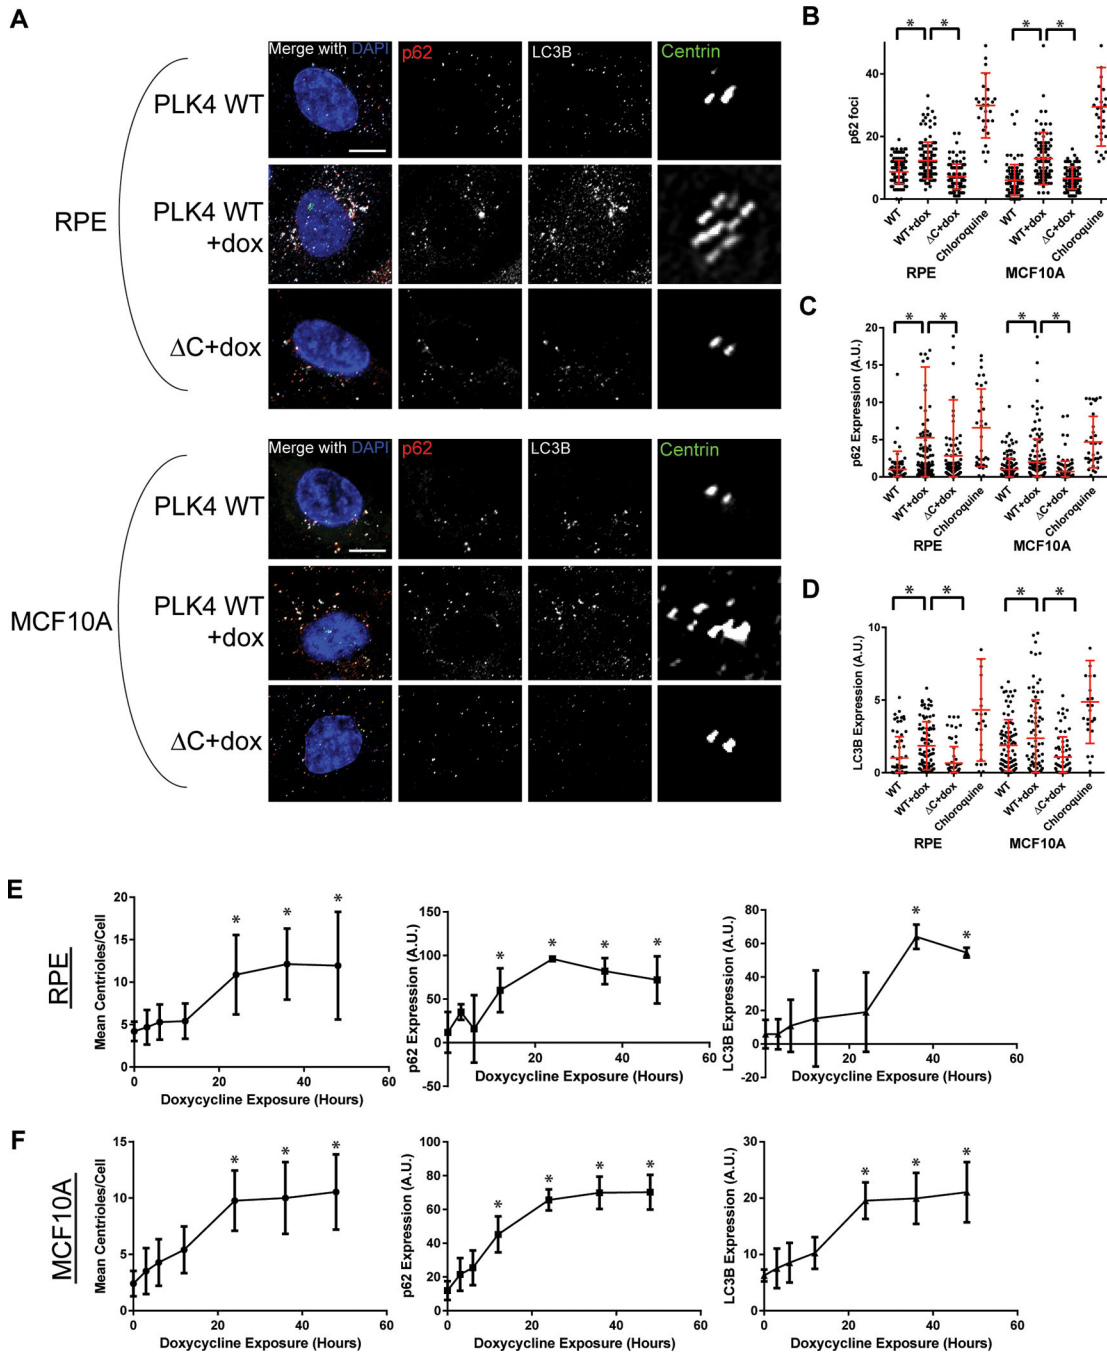 A
Merge with DAPI
p62
LC3B
Centrin
RPE
PLK4 WT
PLK4 WT
+dox
ΔC+dox
Merge with DAPI
p62
LC3B
Centrin
MCF10A
PLK4 WT
PLK4 WT
+dox
ΔC+dox
B
p62 foci
40
20
0
* * * *
WT
WT+dox
ΔC+dox
Chloroquine
WT
WT+dox
ΔC+dox
Chloroquine
RPE
MCF10A
C
p62 Expression (A.U.)
20
15
10
5
0
* * * *
WT
WT+dox
ΔC+dox
Chloroquine
WT
WT+dox
ΔC+dox
Chloroquine
RPE
MCF10A
D
LC3B Expression (A.U.)
10
5
0
* * * *
WT
WT+dox
ΔC+dox
Chloroquine
WT
WT+dox
ΔC+dox
Chloroquine
RPE
MCF10A
E
RPE
Mean Centrioles/Cell
20
15
10
5
0
* * *
0 20 40 60
Doxycycline Exposure (Hours)
p62 Expression (A.U.)
150
100
50
0
-50
* * * *
20 40 60
Doxycycline Exposure (Hours)
LC3B Expression (A.U.)
80
60
40
20
0
-20
* *
20 40 60
Doxycycline Exposure (Hours)
F
MCF10A
Mean Centrioles/Cell
15
10
5
0
* * *
0 20 40 60
Doxycycline Exposure (Hours)
p62 Expression (A.U.)
100
80
60
40
20
0
* * * *
0 20 40 60
Doxycycline Exposure (Hours)
LC3B Expression (A.U.)
30
20
10
0
* * *
0 20 40 60
Doxycycline Exposure (Hours)